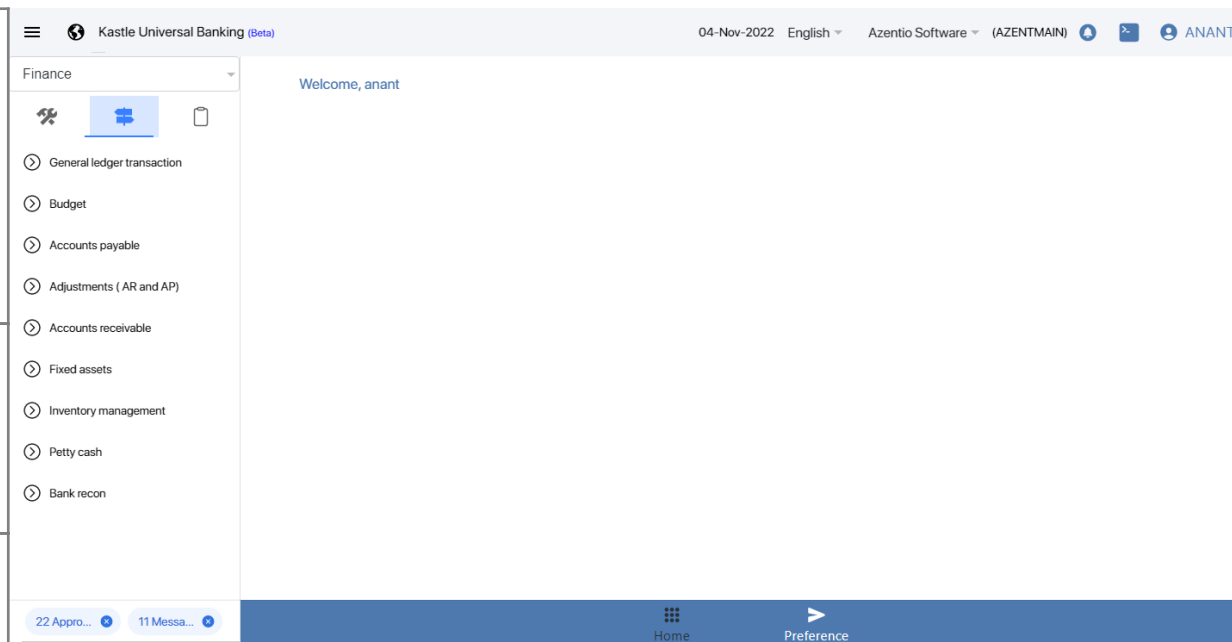 Kastle Universal Banking (Beta)
04-Nov-2022 English Azentio Software (AZENTMAIN) ANANT
Finance
Welcome, anant
General ledger transaction
Budget
Accounts payable
Adjustments ( AR and AP)
Accounts receivable
Fixed assets
Inventory management
Petty cash
Bank recon
22 Appro... 11 Messa...
Home Preference